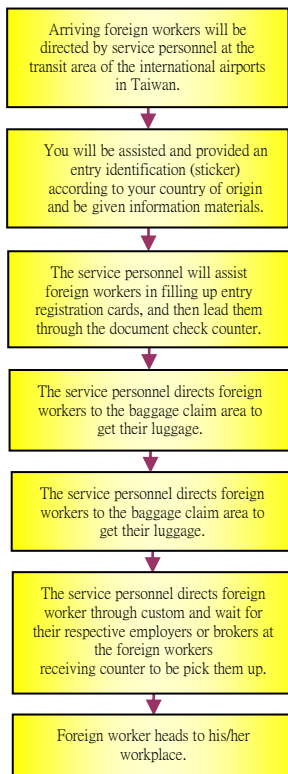 Arriving foreign workers will be
directed by service personnel at the
transit area of the international airports
in Taiwan.
You will be assisted and provided an
entry identification (sticker)
according to your country of origin
and be given information materials.
The service personnel will assist
foreign workers in filling up entry
registration cards, and then lead them
through the document check counter.
The service personnel directs foreign
workers to the baggage claim area to
get their luggage.
The service personnel directs foreign
workers to the baggage claim area to
get their luggage.
The service personnel directs foreign
worker through custom and wait for
their respective employers or brokers at
the foreign workers
receiving counter to be pick them up.
Foreign worker heads to his/her
workplace.